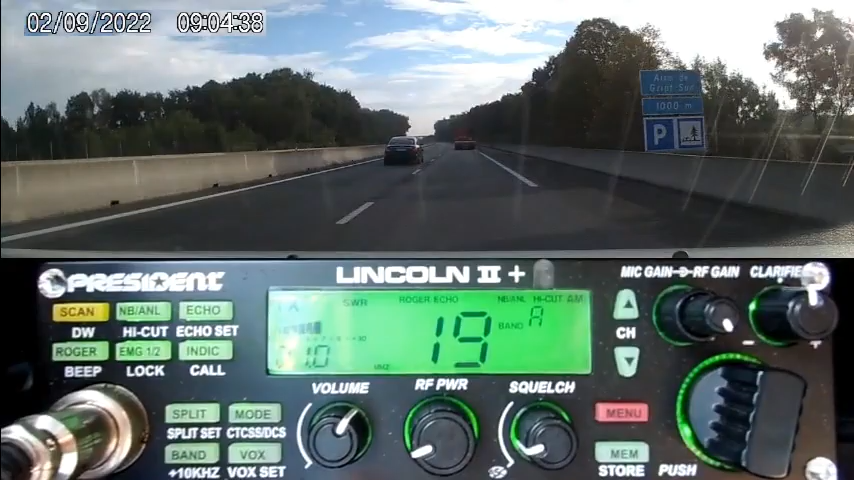 02/09/2022 09:04:38
Aire de
1000 m
P
PRESIDENT
LINCOLN II +
MIC GAIN RF GAIN CLARIFIER
SCAN NB/ANL ECHO
DW HI-CUT ECHO SET
ROGER EMG 1/2 INDIC
BEEP LOCK CALL
SWR ROGER ECHO NB/ANL HI-CUT AM
19 BAND A
1.0
CH
VOLUME RF PWR SQUELCH
SPLIT MODE
SPLIT SET CTCSS/DCS
BAND VOX
+10KHZ VOX SET
MENU
MEM
STORE PUSH
- +